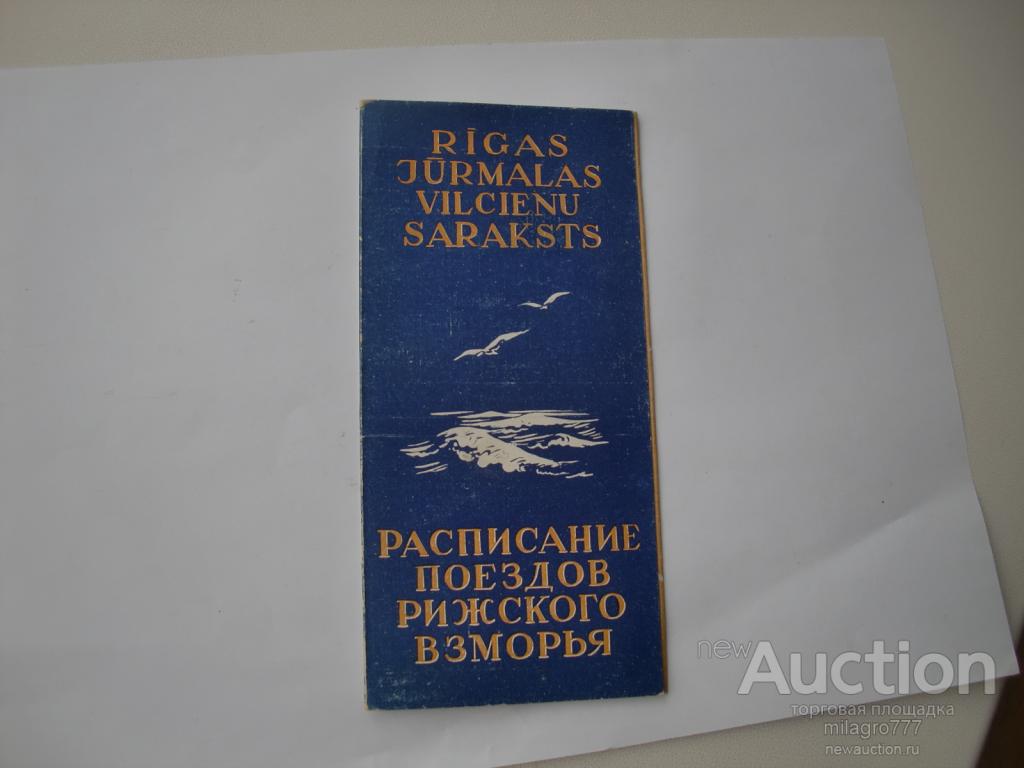 RĪGAS
JŪRMALAS
VILCIENU
SARAKSTS
РАСПИСАНИЕ
ПОЕЗДОВ
РИЖСКОГО
ВЗМОРЬЯ
newAuction
торговая площадка
milagro777
newauction.ru